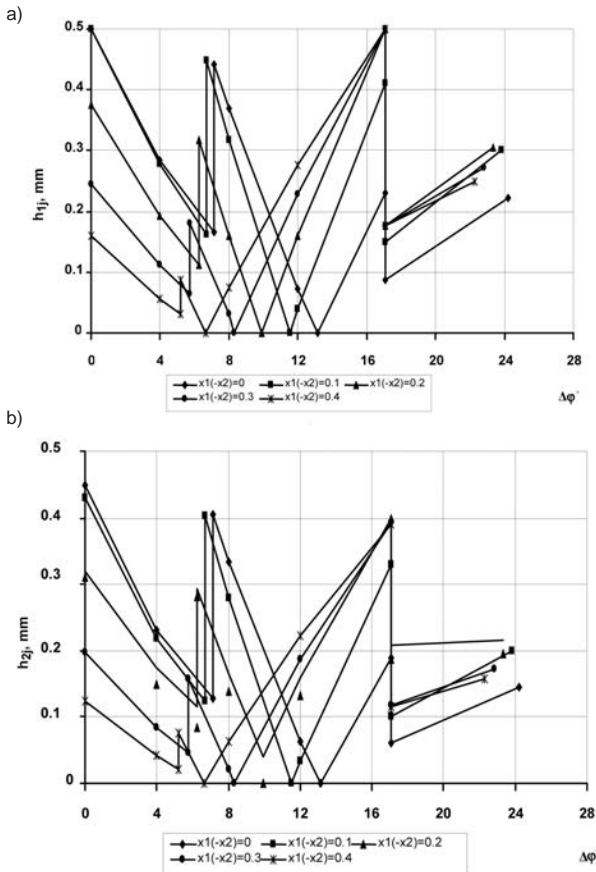 a)
0.5
0.4
0.3
0.2
0.1
0
h1j, mm
0 4 8 12 16 20 24 28
x1(-x2)=0 x1(-x2)=0.1 x1(-x2)=0.2
x1(-x2)=0.3 x1(-x2)=0.4
Δφ°
b)
0.5
0.4
0.3
0.2
0.1
0
h2j, mm
0 4 8 12 16 20 24 28
x1(-x2)=0 x1(-x2)=0.1 x1(-x2)=0.2
x1(-x2)=0.3 x1(-x2)=0.4
Δφ